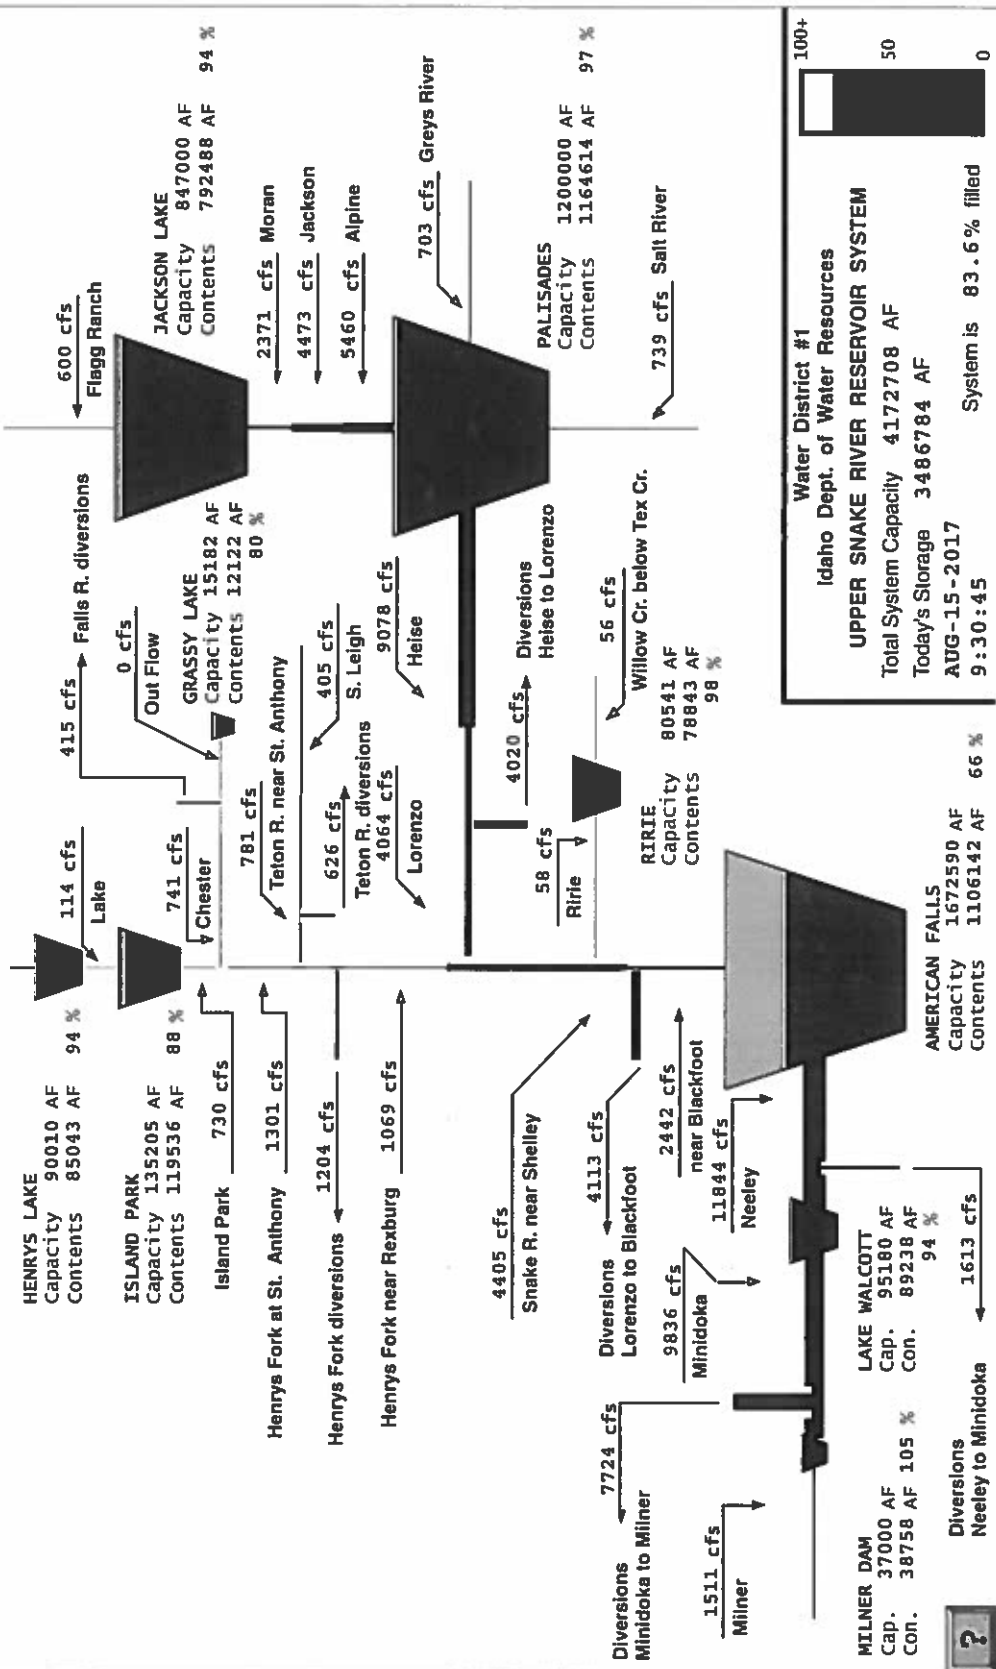 HENRYS LAKE
Capacity 90010 AF
Contents 85043 AF 94 %
114 cfs
Lake
ISLAND PARK
Capacity 135205 AF
Contents 119536 AF 88 %
730 cfs
Island Park
741 cfs
Chester
415 cfs Falls R. diversions
0 cfs
Out Flow
GRASSY LAKE
Capacity 15182 AF
Contents 12122 AF
80 %
600 cfs
Flagg Ranch
JACKSON LAKE
Capacity 847000 AF
Contents 792488 AF 94 %
2371 cfs Moran
4473 cfs Jackson
5460 cfs Alpine
703 cfs Greys River
PALISADES
Capacity 1200000 AF
Contents 1164614 AF 97 %
739 cfs Salt River
Henrys Fork at St. Anthony 1301 cfs
781 cfs
Teton R. near St. Anthony
405 cfs
S. Leigh
626 cfs
Teton R. diversions
1204 cfs
Henrys Fork diversions
Henrys Fork near Rexburg 1069 cfs
4064 cfs
Lorenzo
9078 cfs
Heise
4020 cfs
Diversions
Heise to Lorenzo
58 cfs
Ririe
56 cfs
Willow Cr. below Tex Cr.
RIRIE
Capacity 80541 AF
Contents 78843 AF
98 %
4405 cfs
Snake R. near Shelley
4113 cfs
Diversions
Lorenzo to Blackfoot
2442 cfs
near Blackfoot
11844 cfs
Neeley
AMERICAN FALLS
Capacity 1672590 AF
Contents 1106142 AF 66 %
9836 cfs
Minidoka
LAKE WALCOTT
Cap. 95180 AF
Con. 89238 AF
94 %
1613 cfs
Diversions
Neeley to Minidoka
7724 cfs
Diversions
Minidoka to Milner
1511 cfs
Milner
MILNER DAM
Cap. 37000 AF
Con. 38758 AF 105 %
?
Water District #1
Idaho Dept. of Water Resources
UPPER SNAKE RIVER RESERVOIR SYSTEM
Total System Capacity 4172708 AF
Today's Storage 3486784 AF
AUG-15-2017
9:30:45 System is 83.6% filled
100+
50
0